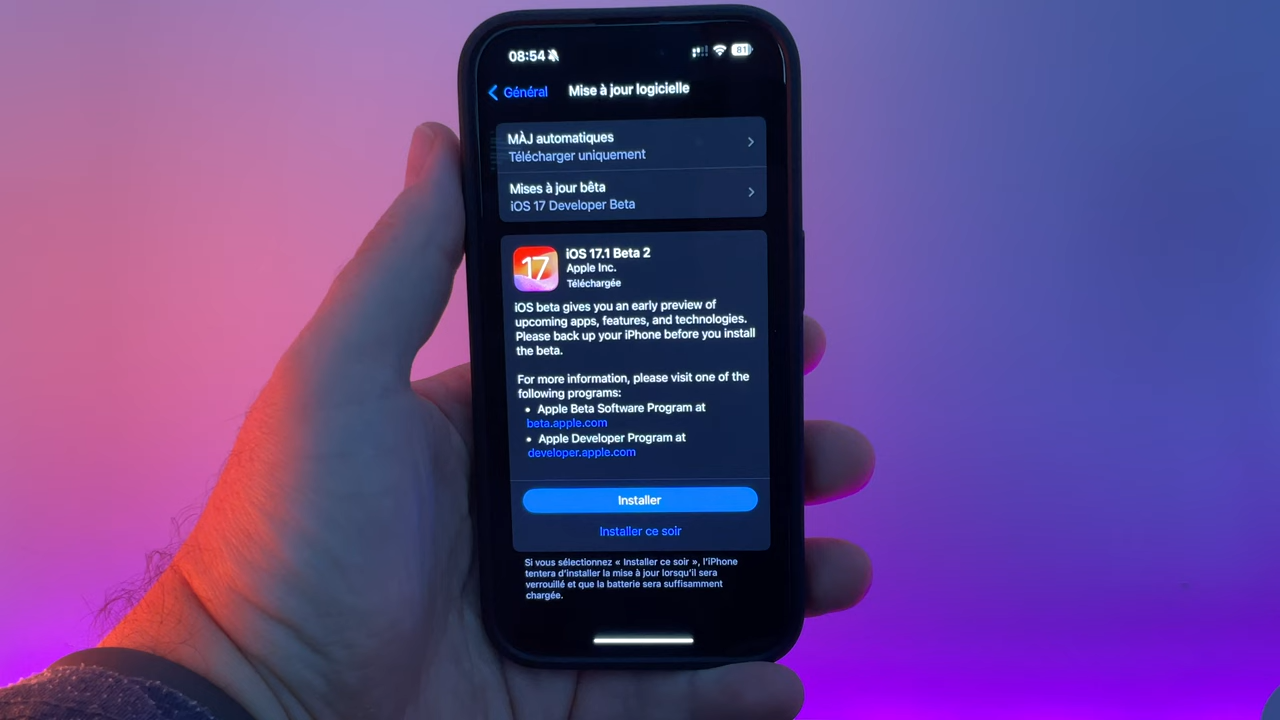 08:54 81
Général Mise à jour logicielle
MÀJ automatiques
Télécharger uniquement
Mises à jour bêta
iOS 17 Developer Beta
17
iOS 17.1 Beta 2
Apple Inc.
Téléchargée
iOS beta gives you an early preview of
upcoming apps, features, and technologies.
Please back up your iPhone before you install
the beta.
For more information, please visit one of the
following programs:
• Apple Beta Software Program at
beta.apple.com
• Apple Developer Program at
developer.apple.com
Installer
Installer ce soir
Si vous sélectionnez « Installer ce soir », l'iPhone
tentera d'installer la mise à jour lorsqu'il sera
verrouillé et que la batterie sera suffisamment
chargée.